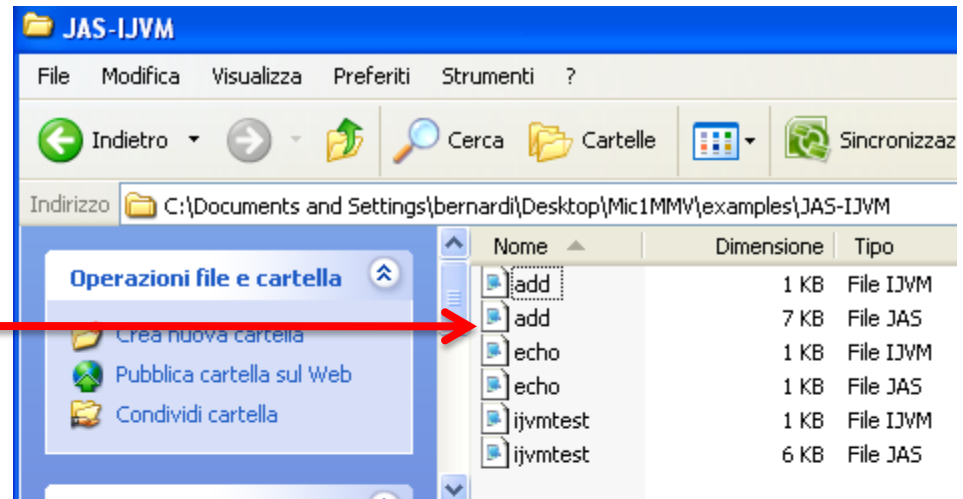 JAS-IJVM
File Modifica Visualizza Preferiti Strumenti ?
Indietro Cerca Cartelle Sincronizzaz
Indirizzo C:\Documents and Settings\bernardi\Desktop\Mic1MMV\examples\JAS-IJVM
Operazioni file e cartella
Crea nuova cartella
Pubblica cartella sul Web
Condividi cartella
Nome Dimensione Tipo
add 1 KB File IJVM
add 7 KB File JAS
echo 1 KB File IJVM
echo 1 KB File JAS
ijvmtest 1 KB File IJVM
ijvmtest 6 KB File JAS